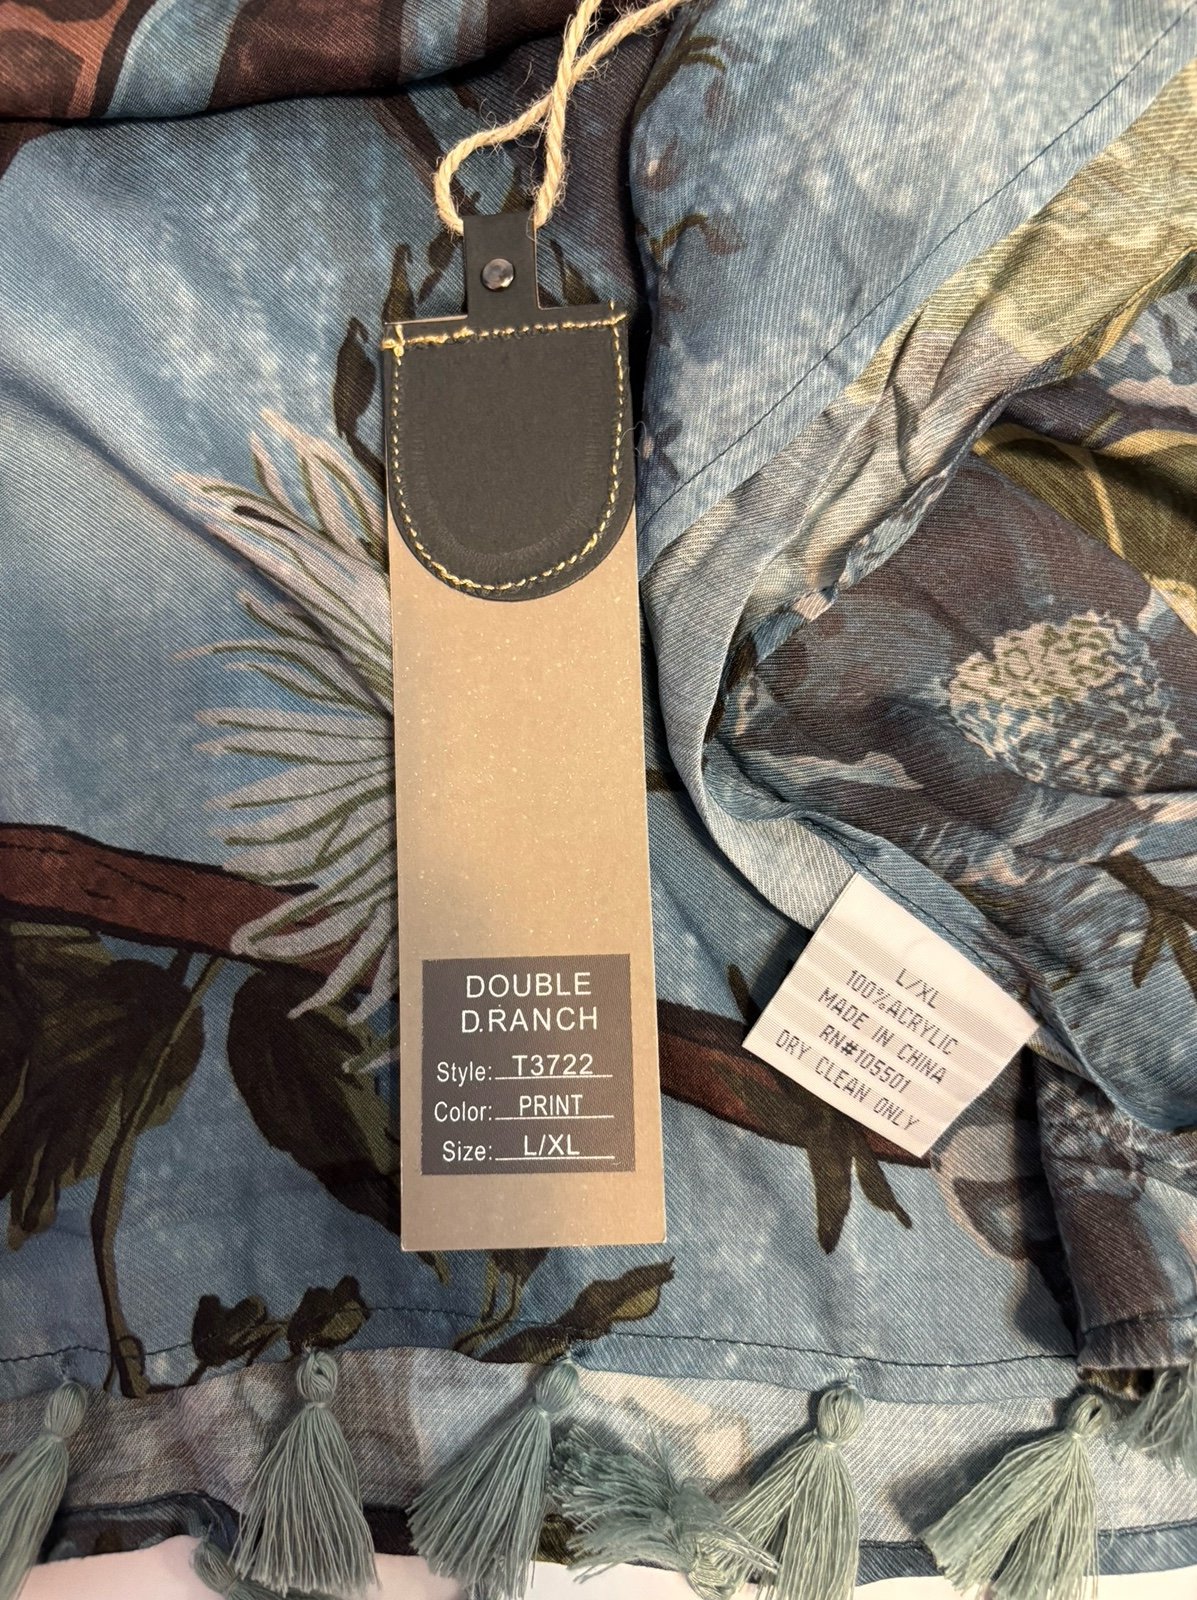 DOUBLE
D.RANCH
Style: T3722
Color: PRINT
Size: L/XL
L/XL
100%ACRYLIC
MADE IN CHINA
RN#105501
DRY CLEAN ONLY